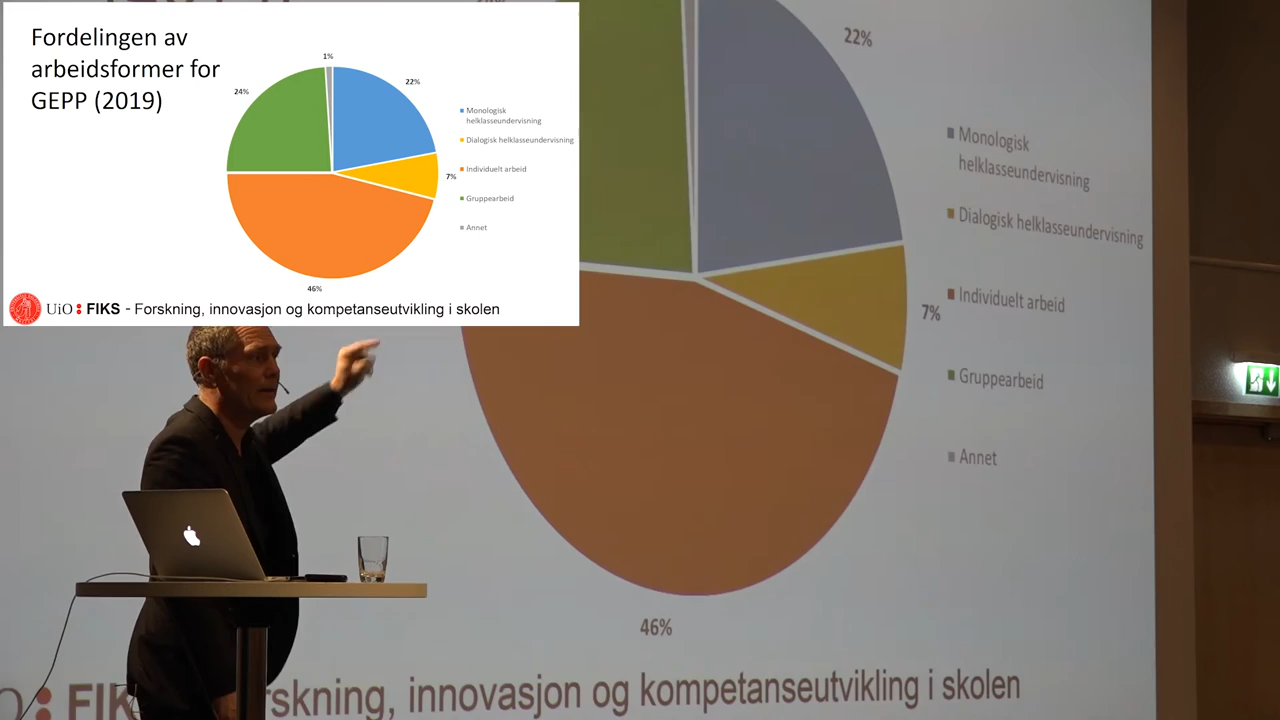 Fordelingen av
arbeidsformer for
GEPP (2019)
1%
22%
24%
7%
46%
Monologisk
helklasseundervisning
Dialogisk helklasseundervisning
Individuelt arbeid
Gruppearbeid
Annet
UiO: FIKS - Forskning, innovasjon og kompetanseutvikling i skolen
22%
7%
46%
Monologisk
helklasseundervisning
Dialogisk helklasseundervisning
Individuelt arbeid
Gruppearbeid
Annet
FIK rskning, innovasjon og kompetanseutvikling i skolen